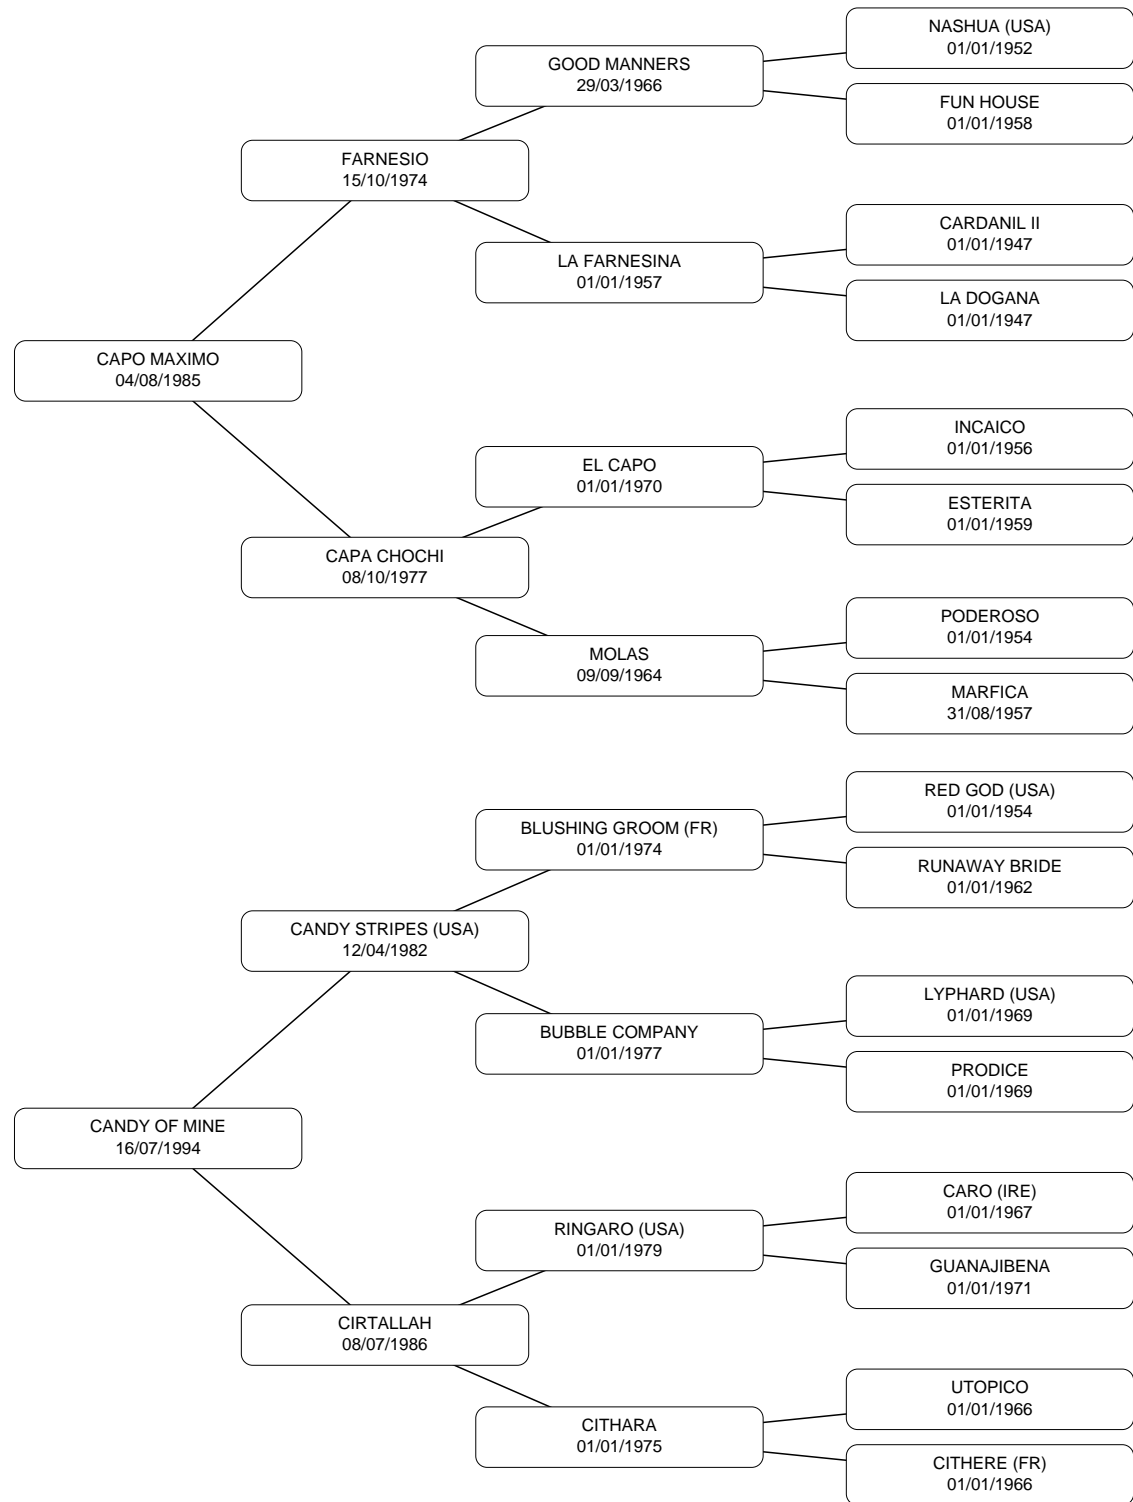 NASHUA (USA)
01/01/1952
GOOD MANNERS
29/03/1966
FUN HOUSE
01/01/1958
FARNESIO
15/10/1974
CARDANIL II
01/01/1947
LA FARNESINA
01/01/1957
LA DOGANA
01/01/1947
CAPO MAXIMO
04/08/1985
INCAICO
01/01/1956
EL CAPO
01/01/1970
ESTERITA
01/01/1959
CAPA CHOCHI
08/10/1977
PODEROSO
01/01/1954
MOLAS
09/09/1964
MARFICA
31/08/1957
RED GOD (USA)
01/01/1954
BLUSHING GROOM (FR)
01/01/1974
RUNAWAY BRIDE
01/01/1962
CANDY STRIPES (USA)
12/04/1982
LYPHARD (USA)
01/01/1969
BUBBLE COMPANY
01/01/1977
PRODICE
01/01/1969
CANDY OF MINE
16/07/1994
CARO (IRE)
01/01/1967
RINGARO (USA)
01/01/1979
GUANAJIBENA
01/01/1971
CIRTALLAH
08/07/1986
UTOPICO
01/01/1966
CITHARA
01/01/1975
CITHERE (FR)
01/01/1966